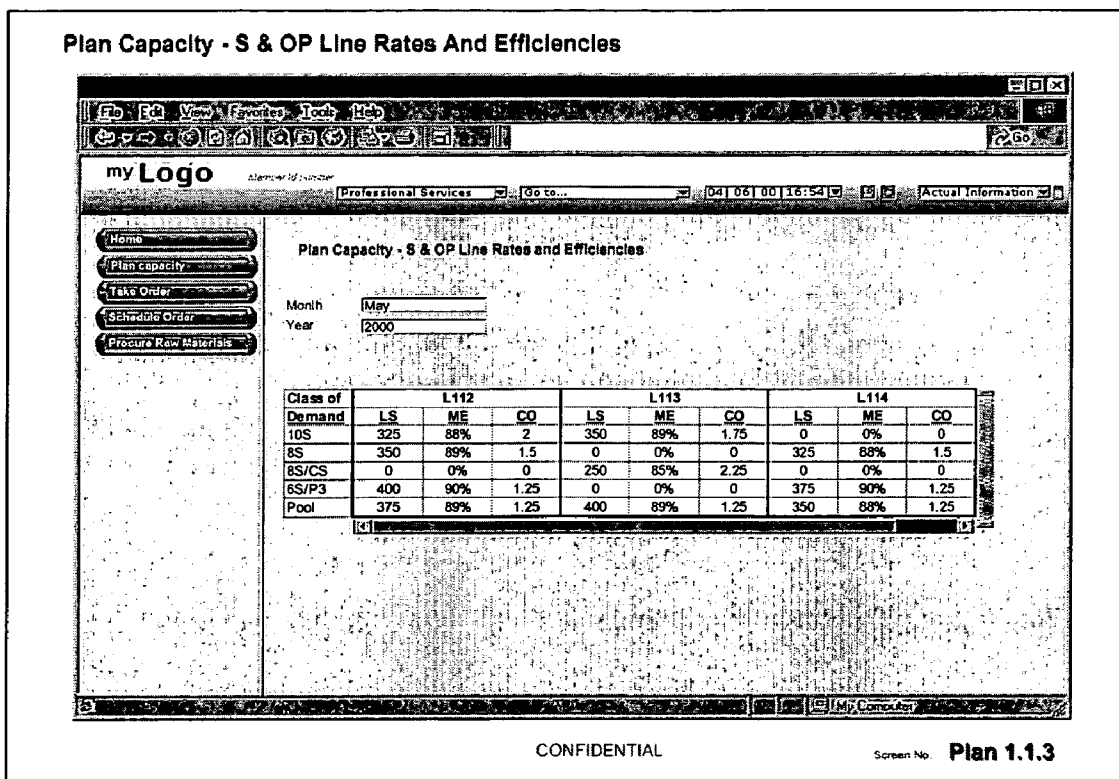 Plan Capacity - S & OP Line Rates And Efficiencies
File Edit View Favorites Tools Help
Go
my Logo Member Id number
Professional Services Go to... 04 06 00 16:54 Actual Information
Home
Plan capacity
Take Order
Schedule Order
Procure Raw Materials
Plan Capacity - S & OP Line Rates and Efficiencies
Month May
Year 2000
Class of L112 L113 L114
Demand LS ME CO LS ME CO LS ME CO
10S 325 88% 2 350 89% 1.75 0 0% 0
8S 350 89% 1.5 0 0% 0 325 88% 1.5
8S/CS 0 0% 0 250 85% 2.25 0 0% 0
6S/P3 400 90% 1.25 0 0% 0 375 90% 1.25
Pool 375 89% 1.25 400 89% 1.25 350 88% 1.25
My Computer
CONFIDENTIAL
Screen No. Plan 1.1.3